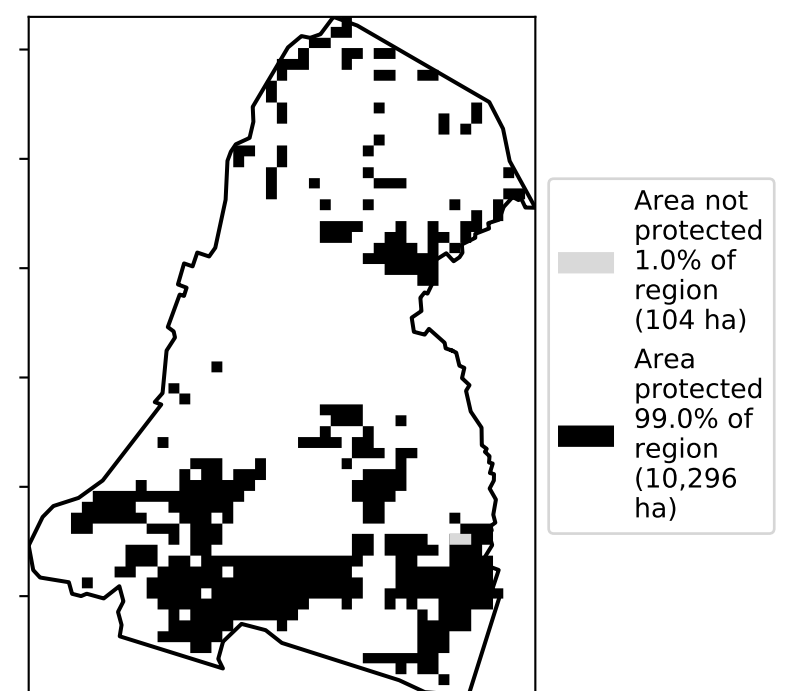 Area not
protected
1.0% of
region
(104 ha)
Area
protected
99.0% of
region
(10,296
ha)